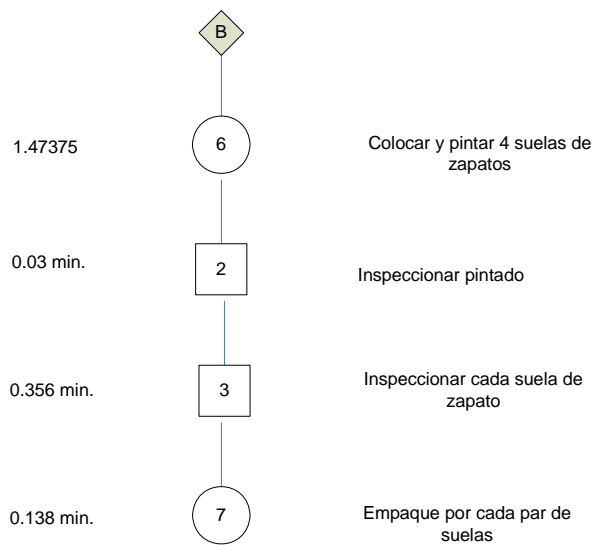 B
1.47375
6
Colocar y pintar 4 suelas de
zapatos
0.03 min.
2
Inspeccionar pintado
0.356 min.
3
Inspeccionar cada suela de
zapato
0.138 min.
7
Empaque por cada par de
suelas